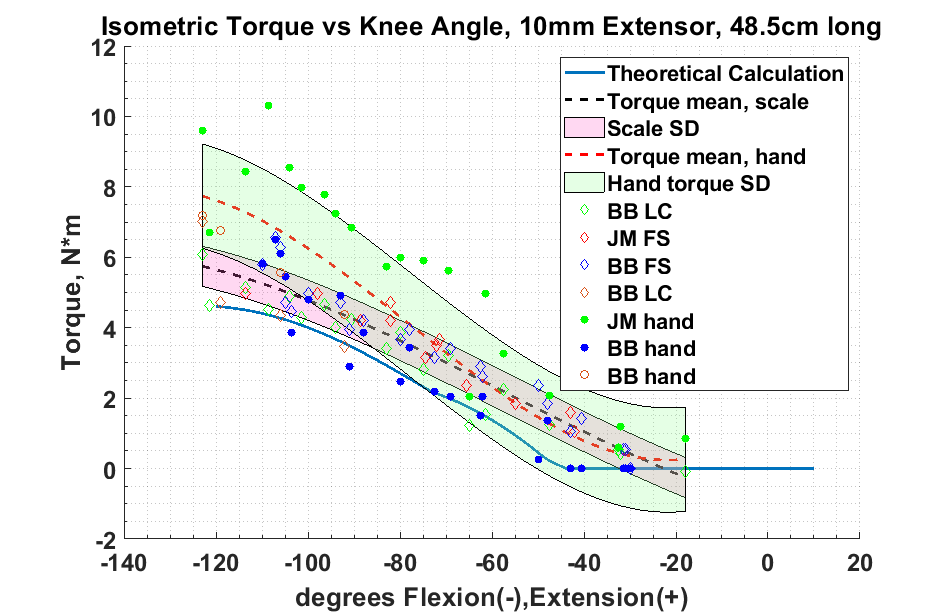 Isometric Torque vs Knee Angle, 10mm Extensor, 48.5cm long
Torque, N*m
12
10
8
6
4
2
0
-2
Theoretical Calculation
Torque mean, scale
Scale SD
Torque mean, hand
Hand torque SD
BB LC
JM FS
BB FS
BB LC
JM hand
BB hand
BB hand
-140 -120 -100 -80 -60 -40 -20 0 20
degrees Flexion(-),Extension(+)